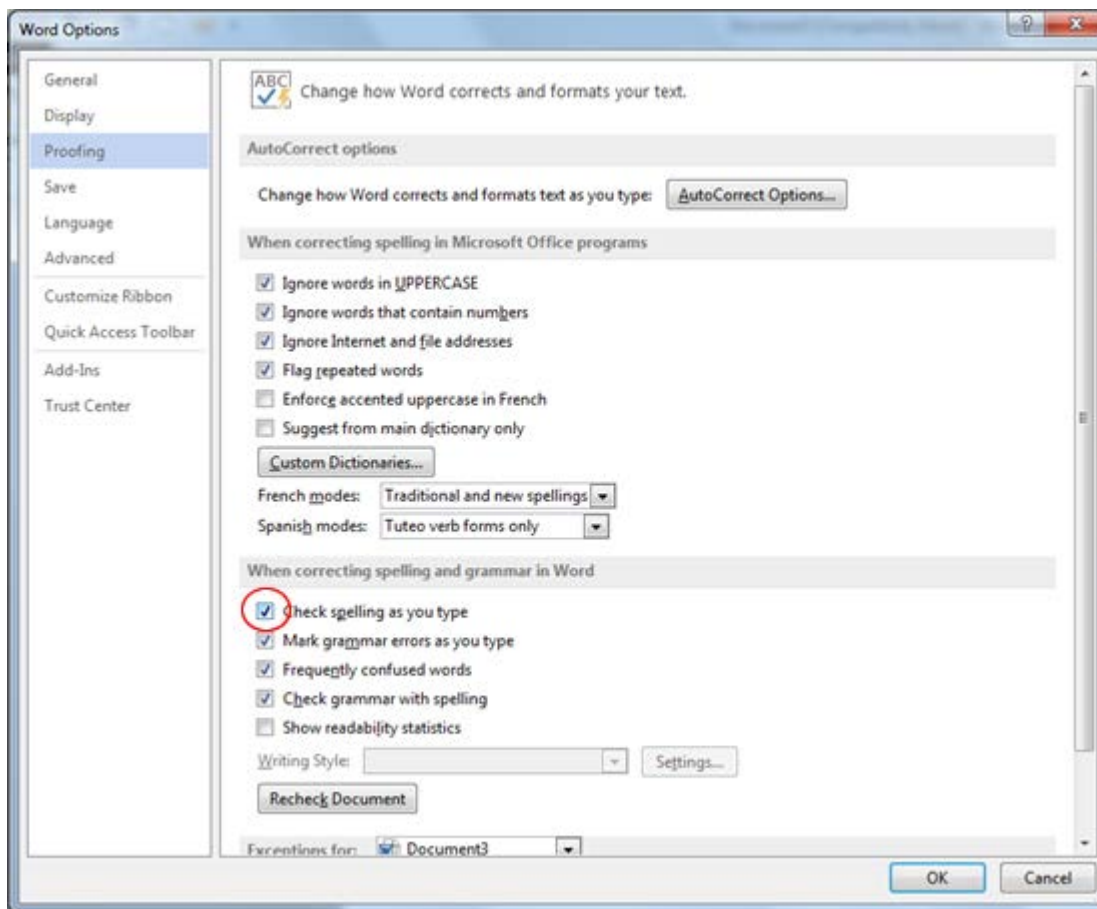 Word Options
General
Display
Proofing
Save
Language
Advanced
Customize Ribbon
Quick Access Toolbar
Add-Ins
Trust Center
ABC
Change how Word corrects and formats your text.
AutoCorrect options
Change how Word corrects and formats text as you type: AutoCorrect Options...
When correcting spelling in Microsoft Office programs
Ignore words in UPPERCASE
Ignore words that contain numbers
Ignore Internet and file addresses
Flag repeated words
Enforce accented uppercase in French
Suggest from main dictionary only
Custom Dictionaries...
French modes: Traditional and new spellings
Spanish modes: Tuteo verb forms only
When correcting spelling and grammar in Word
Check spelling as you type
Mark grammar errors as you type
Frequently confused words
Check grammar with spelling
Show readability statistics
Writing Style: Settings...
Recheck Document
Exceptions for: Document3
OK Cancel